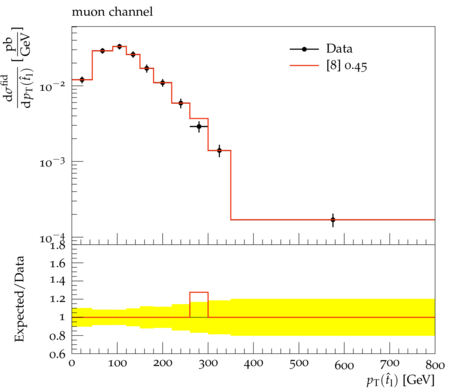 muon channel
dσ^fid / dp_T(t̂_l) [pb/GeV]
Data
[8] 0.45
10^−2
10^−3
10^−4
1.8
1.6
1.4
1.2
1
0.8
0.6
Expected/Data
0 100 200 300 400 500 600 700 800
p_T(t̂_l) [GeV]